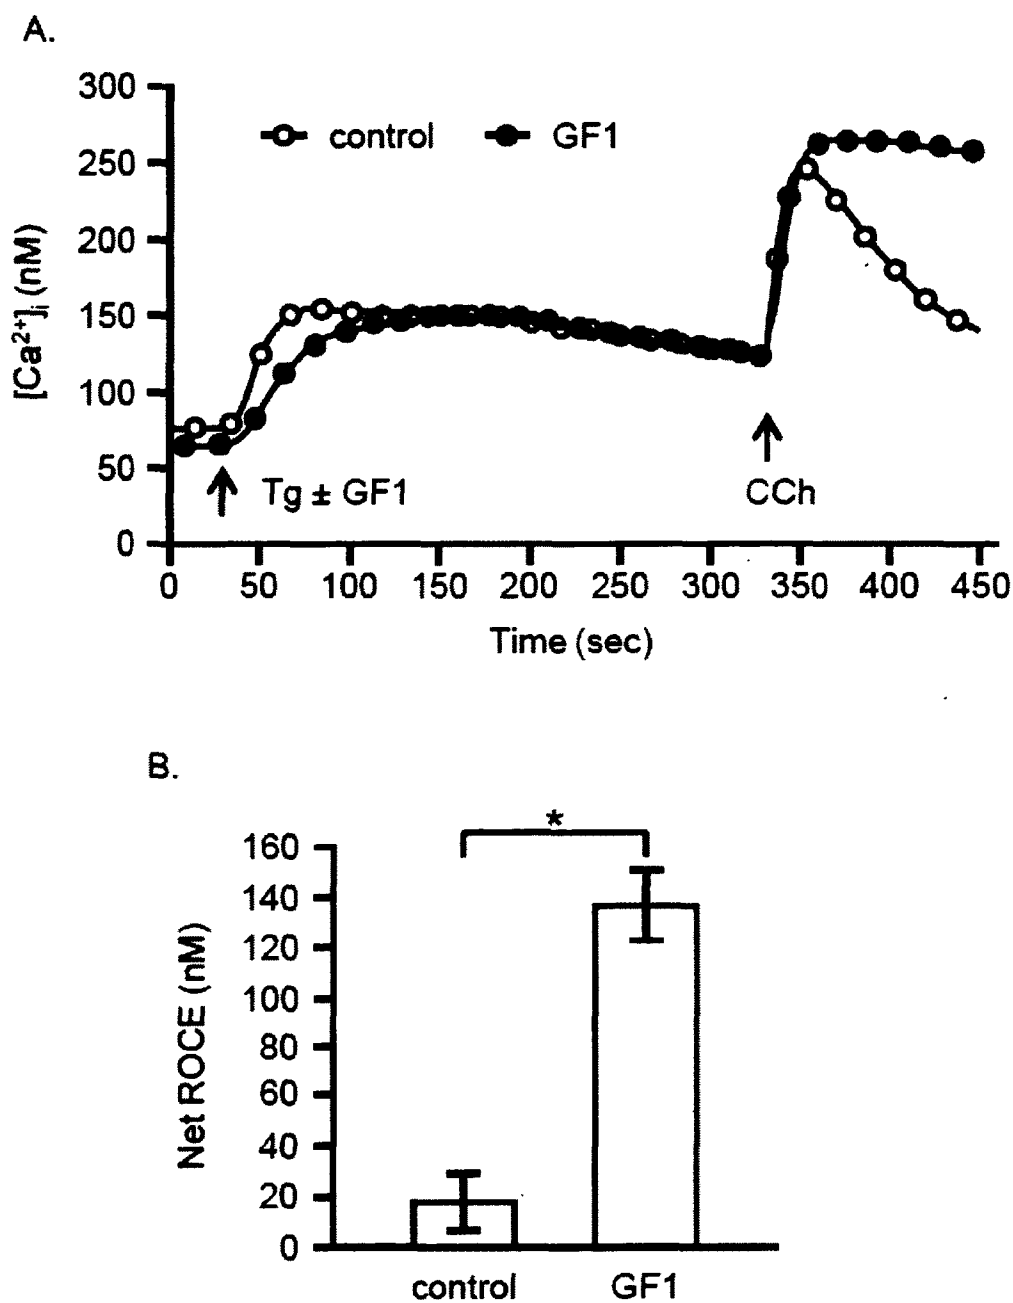 A.
300
control GF1
250
200
150
100
50
0
[Ca²⁺]ᵢ (nM)
Tg ± GF1
CCh
0 50 100 150 200 250 300 350 400 450
Time (sec)
B.
*
160
140
120
100
80
60
40
20
0
Net ROCE (nM)
control GF1